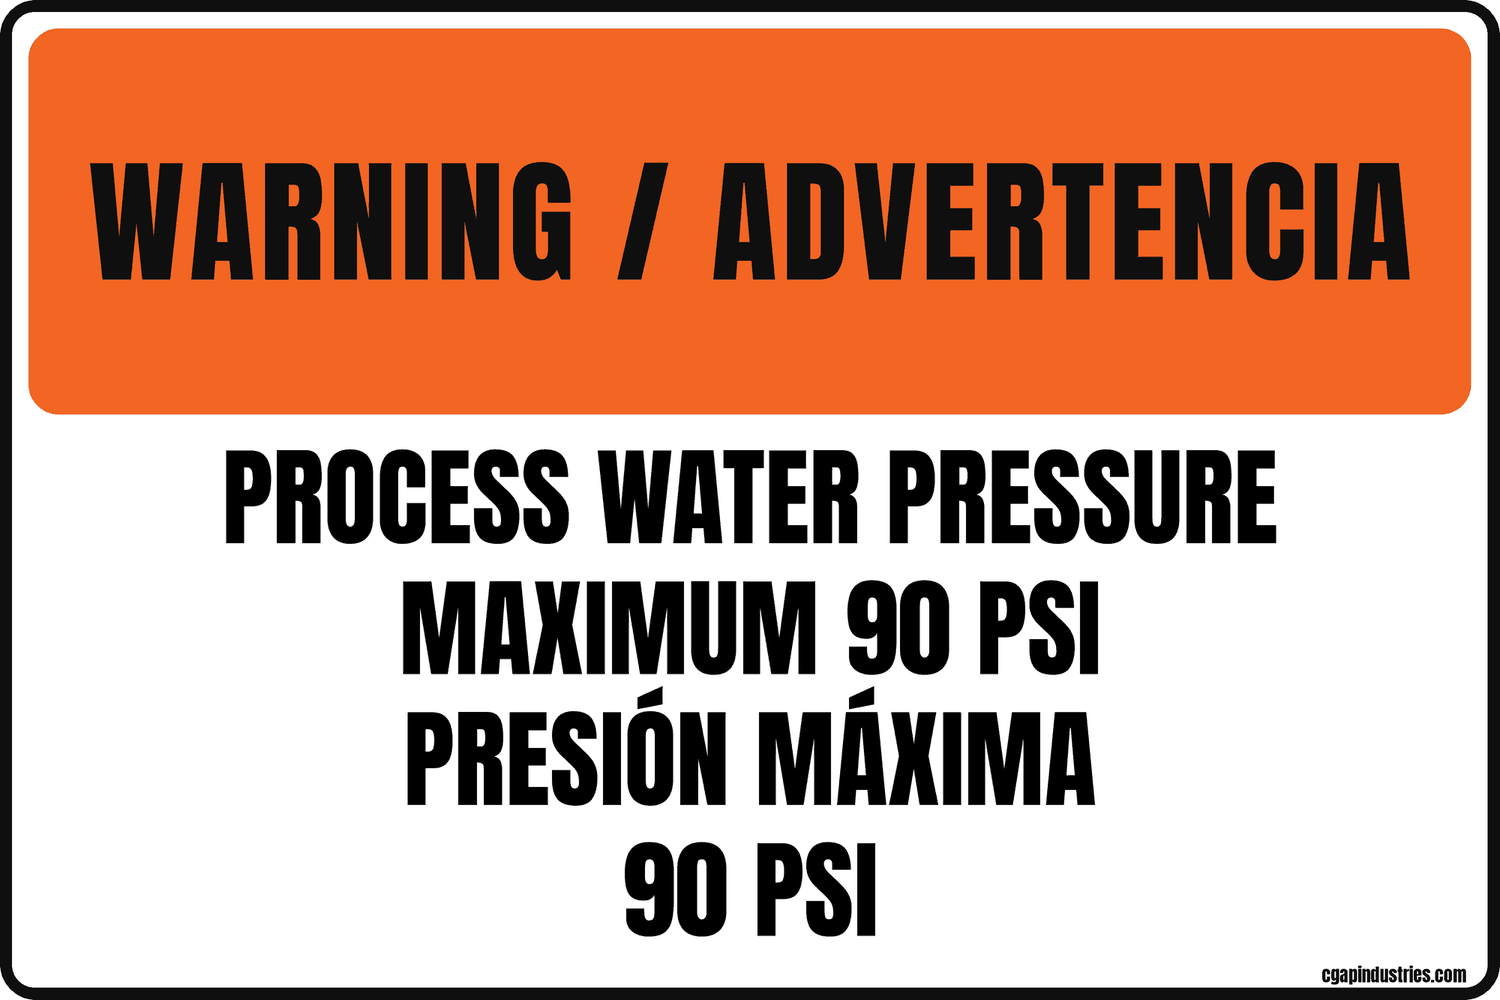 WARNING / ADVERTENCIA
PROCESS WATER PRESSURE
MAXIMUM 90 PSI
PRESIÓN MÁXIMA
90 PSI
cgapindustries.com